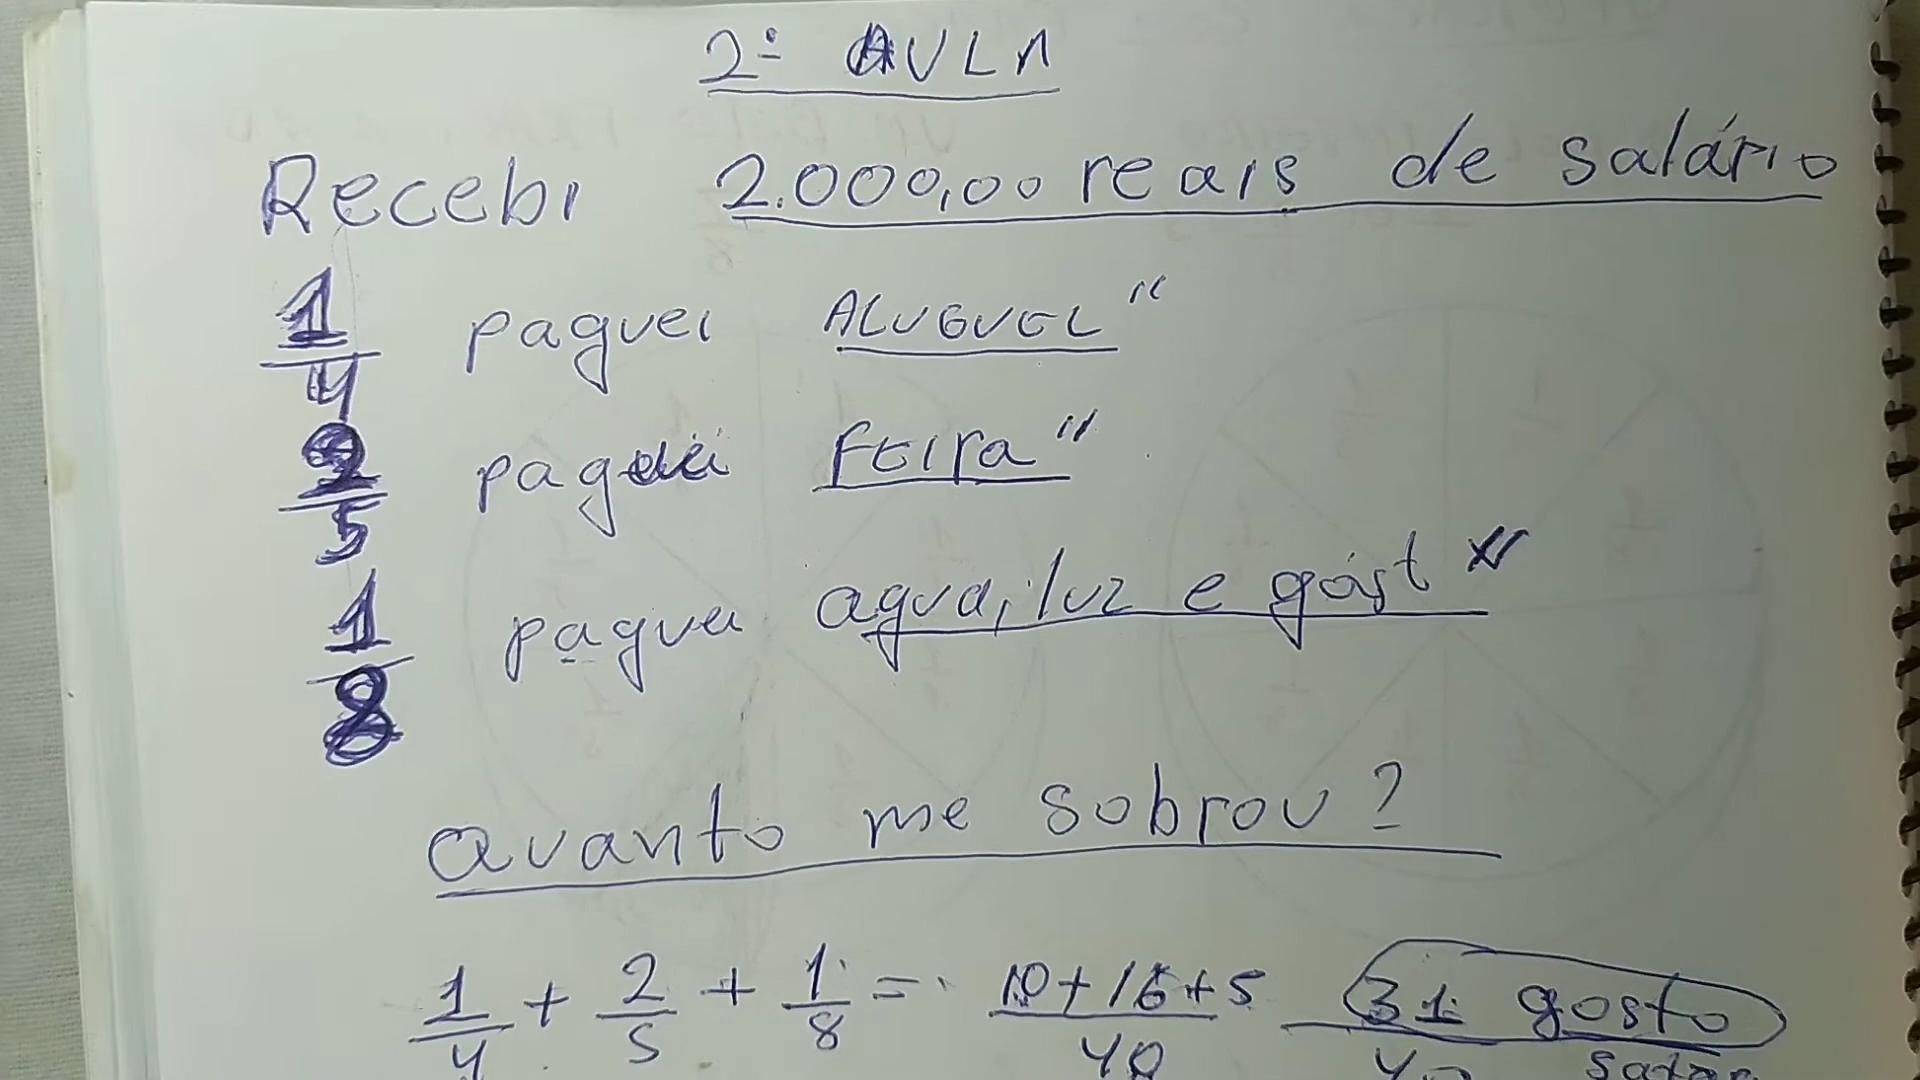 2ª AULA
Recebi 2.000,00 reais de salário
1/4 paguei ALUGUEL "
2/5 paguei FEIra "
1/8 paguei agua, luz e gást "
Quanto me sobrou?
1/4 + 2/5 + 1/8 = 10+16+5/40 31/40 gasto